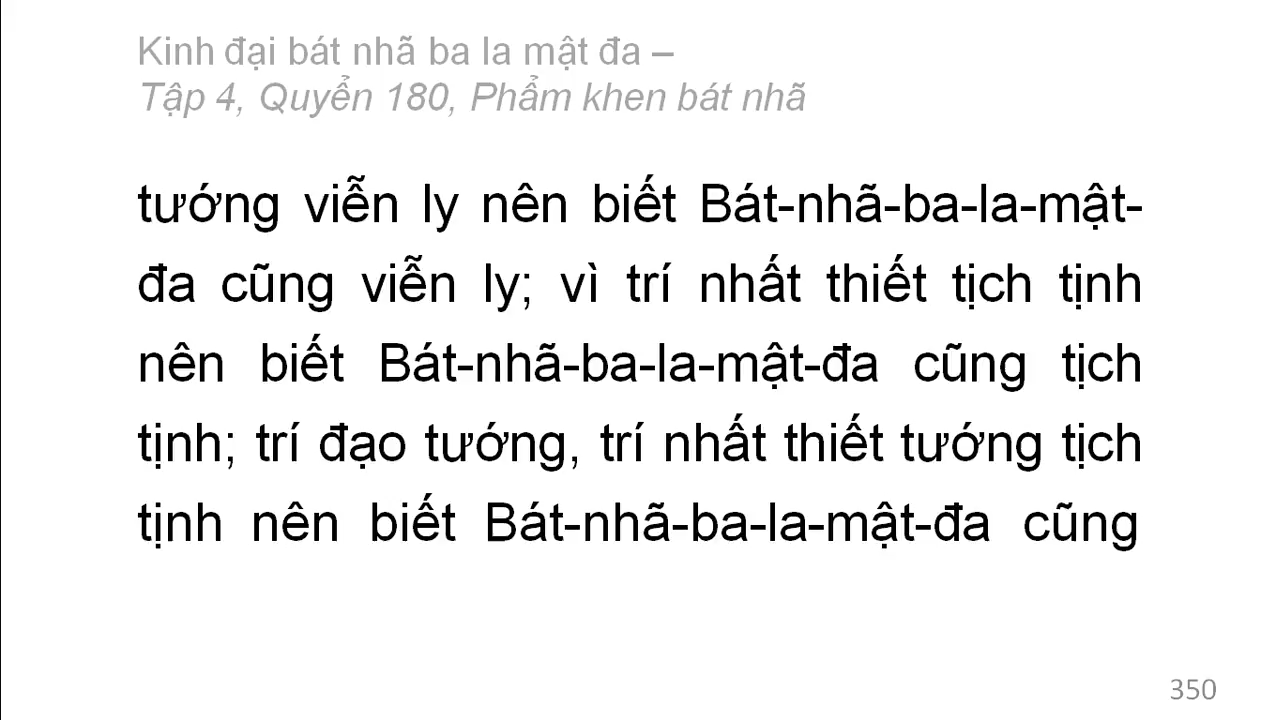 Kinh đại bát nhã ba la mật đa –
Tập 4, Quyển 180, Phẩm khen bát nhã
tướng viễn ly nên biết Bát-nhã-ba-la-mật-
đa cũng viễn ly; vì trí nhất thiết tịch tịnh
nên biết Bát-nhã-ba-la-mật-đa cũng tịch
tịnh; trí đạo tướng, trí nhất thiết tướng tịch
tịnh nên biết Bát-nhã-ba-la-mật-đa cũng
350